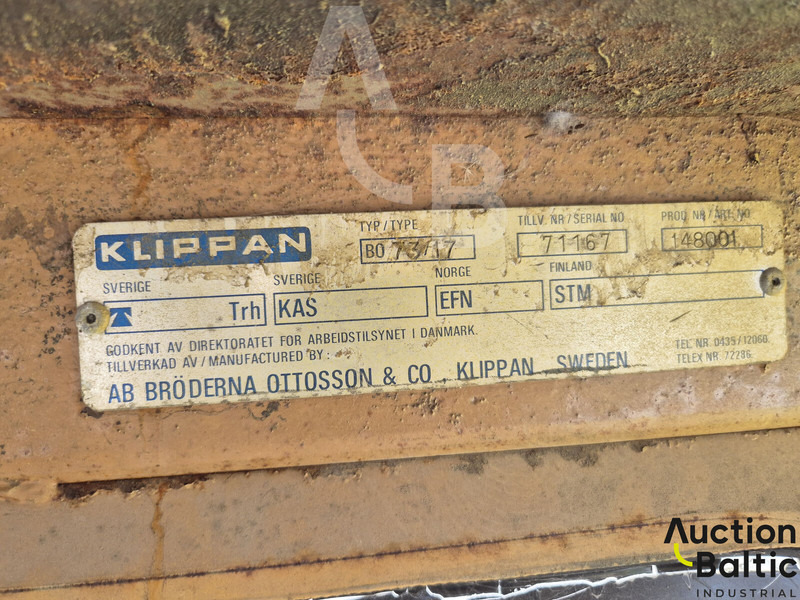 KLIPPAN
TYP/TYPE
BO 73/17
TILLV. NR/SERIAL NO
71167
PROD. NR/ART. NO
148001
SVERIGE
Trh
SVERIGE
KAS
NORGE
EFN
FINLAND
STM
GODKENT AV DIREKTORATET FOR ARBEIDSTILSYNET I DANMARK.
TILLVERKAD AV/MANUFACTURED BY:
AB BRÖDERNA OTTOSSON & CO, KLIPPAN SWEDEN
TEL. NR. 0435/12060.
TELEX NR. 72286.
AB
Auction
Baltic
INDUSTRIAL